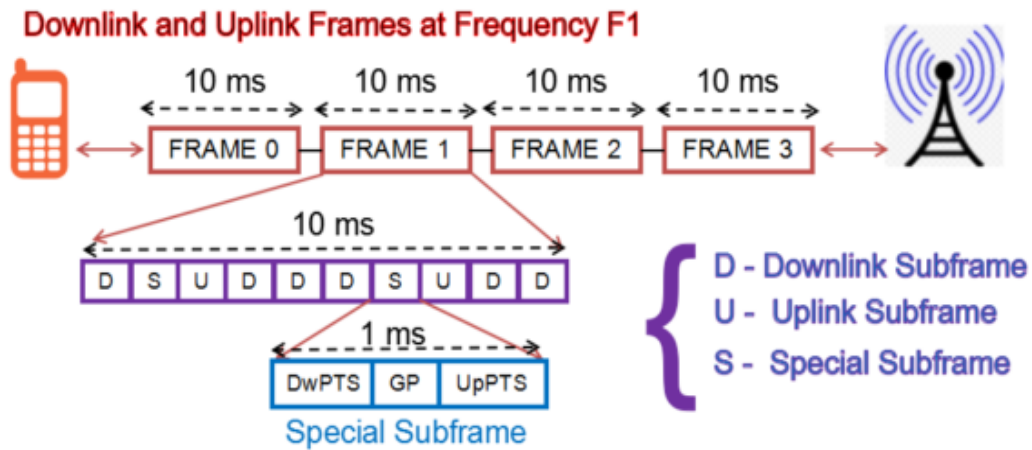 Downlink and Uplink Frames at Frequency F1
10 ms 10 ms 10 ms 10 ms
FRAME 0 FRAME 1 FRAME 2 FRAME 3
10 ms
D S U D D D S U D D
D - Downlink Subframe
U - Uplink Subframe
S - Special Subframe
1 ms
DwPTS GP UpPTS
Special Subframe